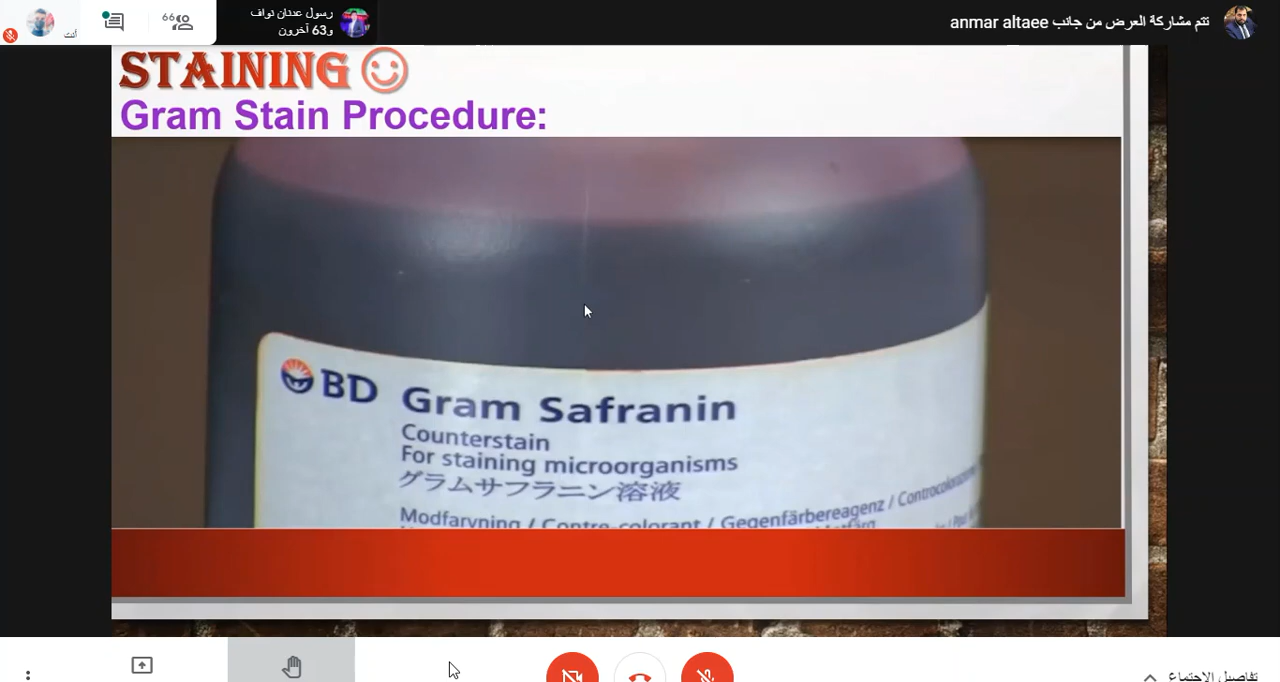 رسول عدنان نواف
و63 آخرون
66
أنت
تتم مشاركة العرض من جانب anmar altaee
STAINING
Gram Stain Procedure:
BD
Gram Safranin
Counterstain
For staining microorganisms
グラムサフラニン溶液
Modfarvning / Contre-colorant / Gegenfärbereagenz / Controcolorazione
تفاصيل الاجتماع